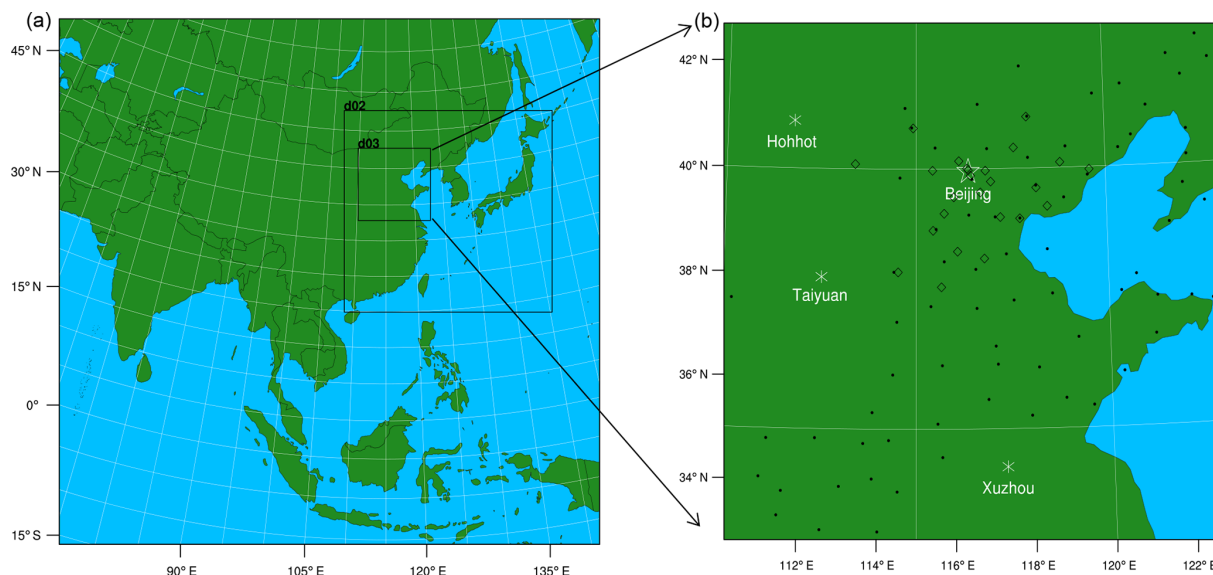 (a)
(b)
45° N
30° N
15° N
0°
15° S
90° E
105° E
120° E
135° E
d02
d03
42° N
40° N
38° N
36° N
34° N
112° E
114° E
116° E
118° E
120° E
122° E
Hohhot
Beijing
Taiyuan
Xuzhou